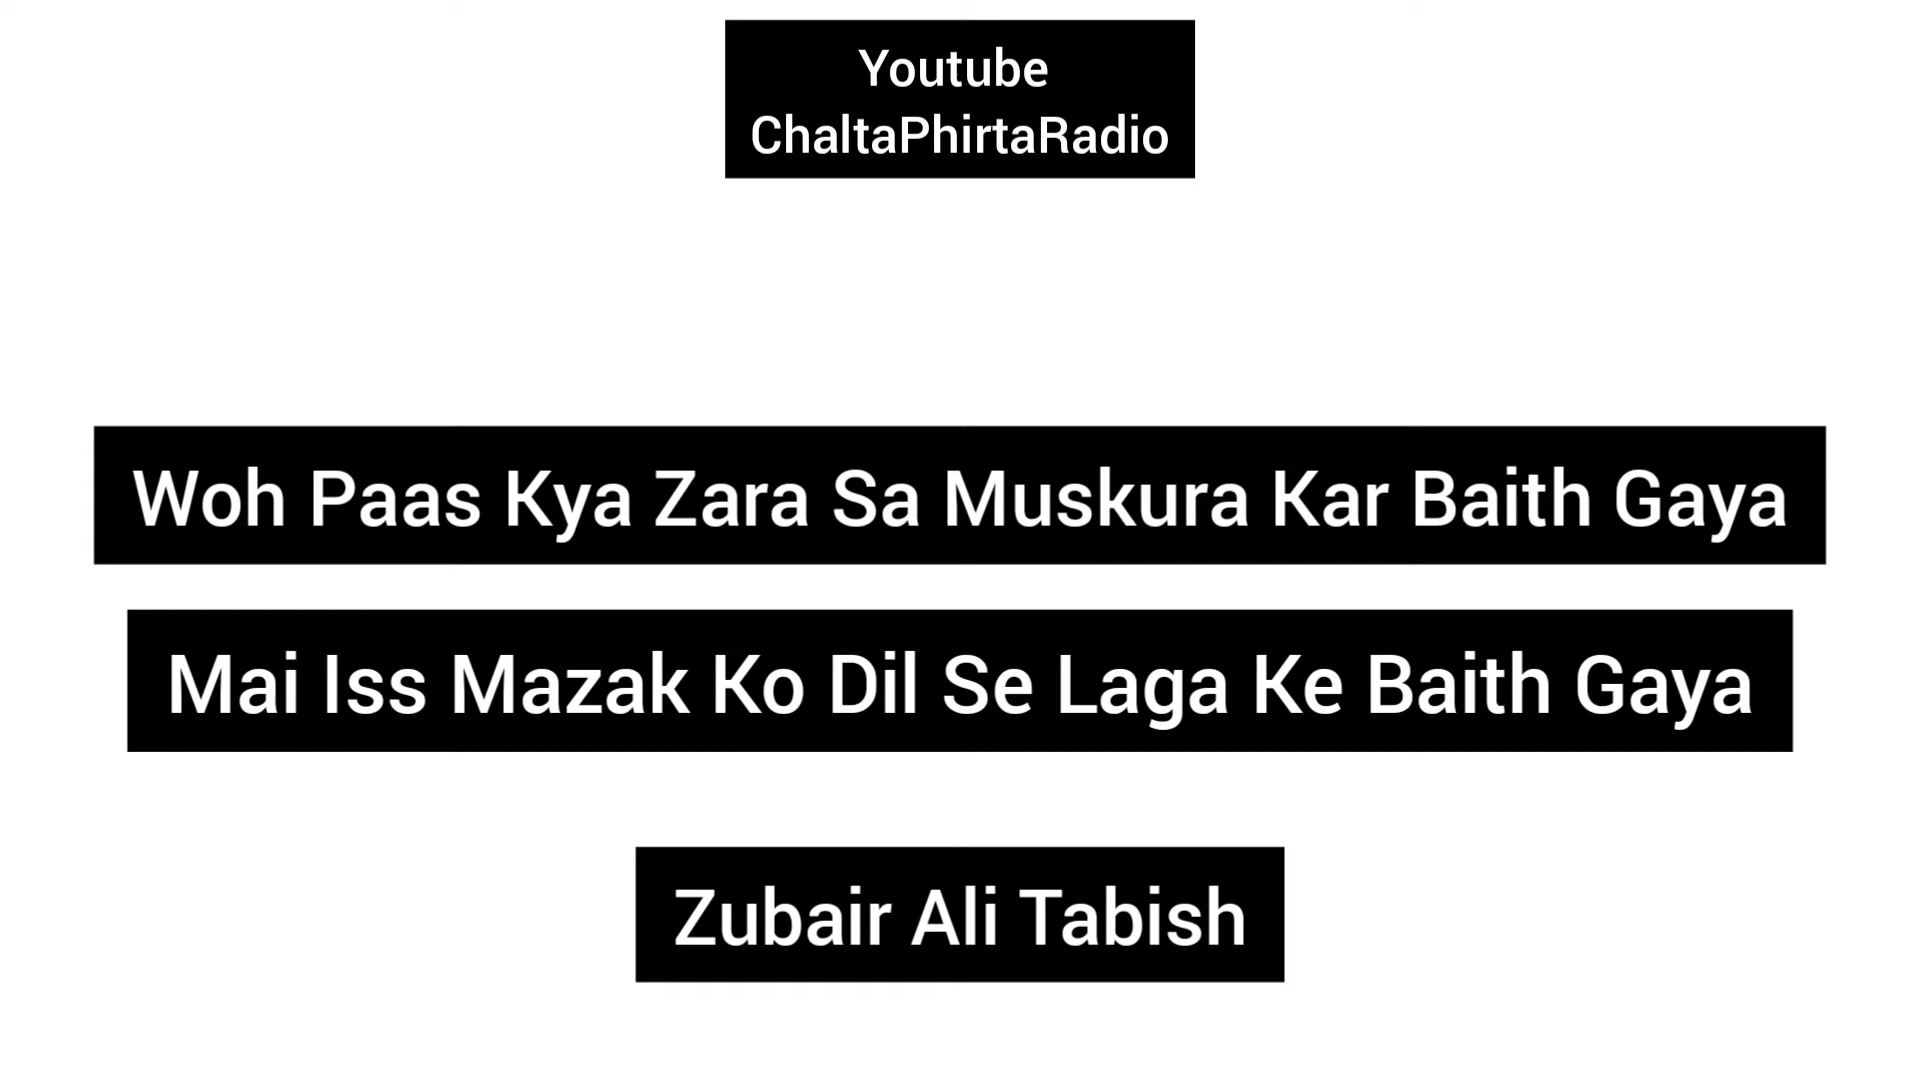 Youtube
ChaltaPhirtaRadio
Woh Paas Kya Zara Sa Muskura Kar Baith Gaya
Mai Iss Mazak Ko Dil Se Laga Ke Baith Gaya
Zubair Ali Tabish